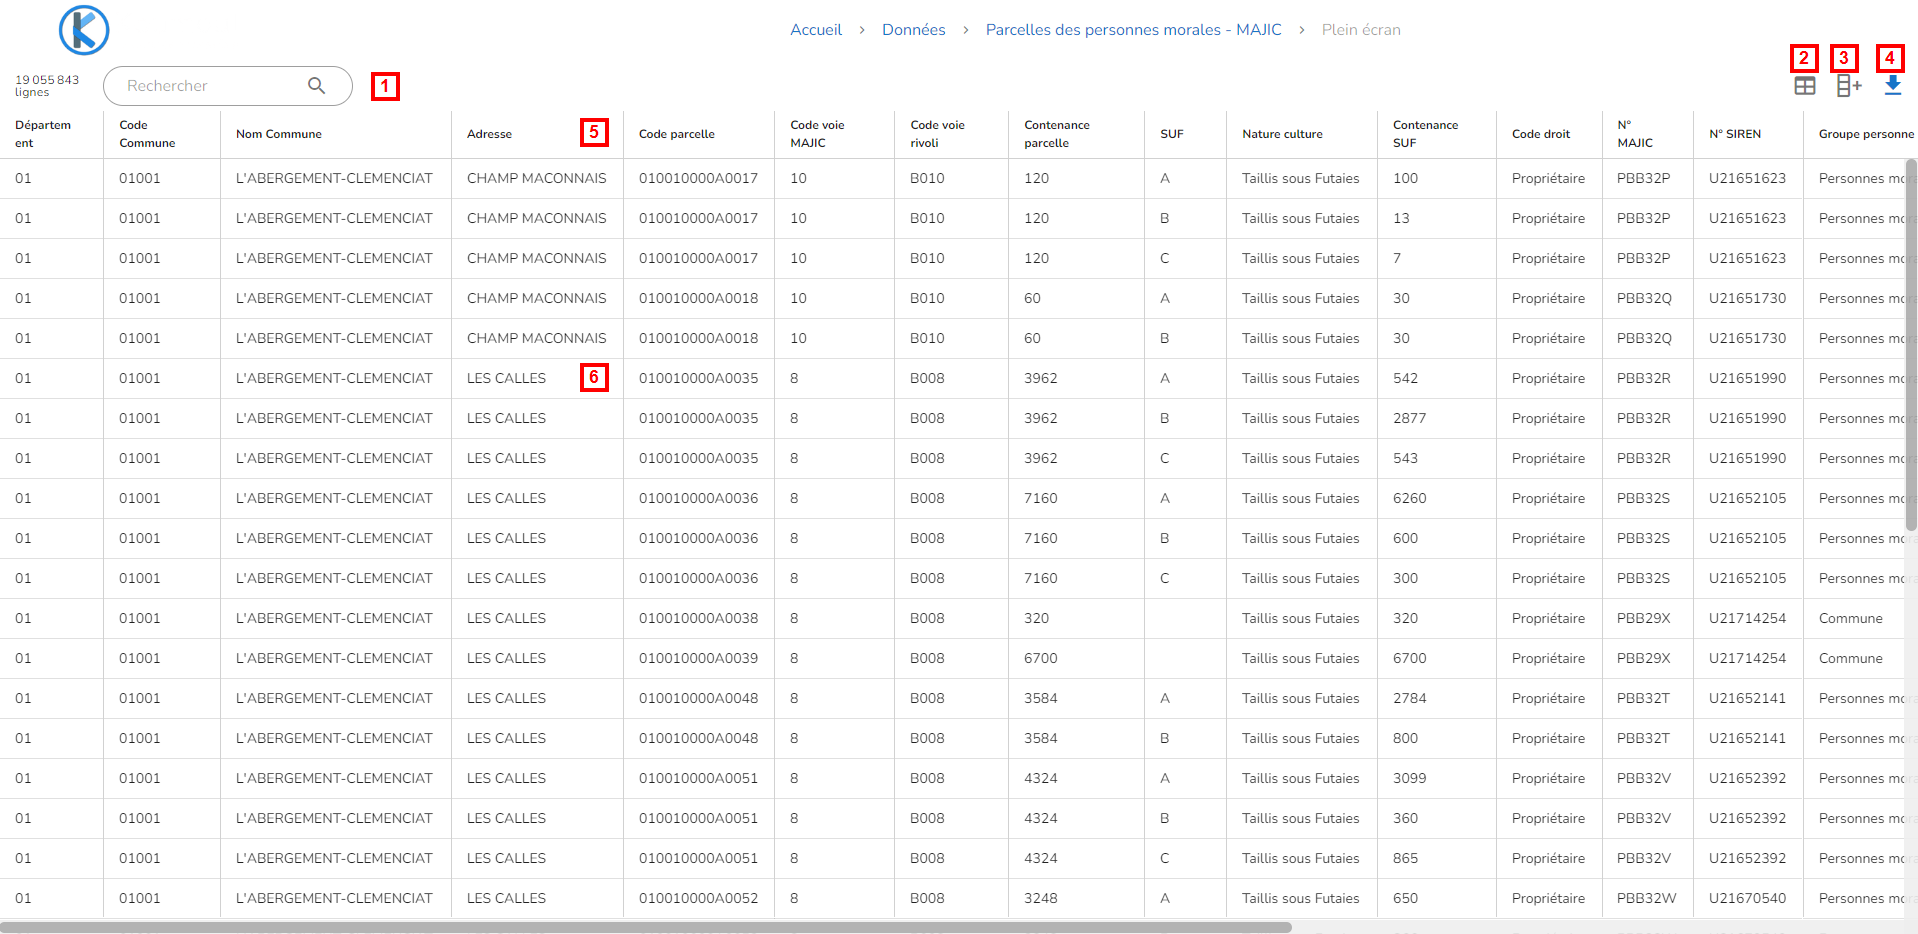 Accueil > Données > Parcelles des personnes morales - MAJIC > Plein écran
19 055 843
lignes
Rechercher
1
2 3 4
Départem
ent Code
Commune Nom Commune Adresse 5 Code parcelle Code voie
MAJIC Code voie
rivoli Contenance
parcelle SUF Nature culture Contenance
SUF Code droit N°
MAJIC N° SIREN Groupe personne
01 01001 L'ABERGEMENT-CLEMENCIAT CHAMP MACONNAIS 010010000A0017 10 B010 120 A Taillis sous Futaies 100 Propriétaire PBB32P U21651623 Personnes mora
01 01001 L'ABERGEMENT-CLEMENCIAT CHAMP MACONNAIS 010010000A0017 10 B010 120 B Taillis sous Futaies 13 Propriétaire PBB32P U21651623 Personnes mora
01 01001 L'ABERGEMENT-CLEMENCIAT CHAMP MACONNAIS 010010000A0017 10 B010 120 C Taillis sous Futaies 7 Propriétaire PBB32P U21651623 Personnes mora
01 01001 L'ABERGEMENT-CLEMENCIAT CHAMP MACONNAIS 010010000A0018 10 B010 60 A Taillis sous Futaies 30 Propriétaire PBB32Q U21651730 Personnes mora
01 01001 L'ABERGEMENT-CLEMENCIAT CHAMP MACONNAIS 010010000A0018 10 B010 60 B Taillis sous Futaies 30 Propriétaire PBB32Q U21651730 Personnes mora
01 01001 L'ABERGEMENT-CLEMENCIAT LES CALLES 6 010010000A0035 8 B008 3962 A Taillis sous Futaies 542 Propriétaire PBB32R U21651990 Personnes mora
01 01001 L'ABERGEMENT-CLEMENCIAT LES CALLES 010010000A0035 8 B008 3962 B Taillis sous Futaies 2877 Propriétaire PBB32R U21651990 Personnes mora
01 01001 L'ABERGEMENT-CLEMENCIAT LES CALLES 010010000A0035 8 B008 3962 C Taillis sous Futaies 543 Propriétaire PBB32R U21651990 Personnes mora
01 01001 L'ABERGEMENT-CLEMENCIAT LES CALLES 010010000A0036 8 B008 7160 A Taillis sous Futaies 6260 Propriétaire PBB32S U21652105 Personnes mora
01 01001 L'ABERGEMENT-CLEMENCIAT LES CALLES 010010000A0036 8 B008 7160 B Taillis sous Futaies 600 Propriétaire PBB32S U21652105 Personnes mora
01 01001 L'ABERGEMENT-CLEMENCIAT LES CALLES 010010000A0036 8 B008 7160 C Taillis sous Futaies 300 Propriétaire PBB32S U21652105 Personnes mora
01 01001 L'ABERGEMENT-CLEMENCIAT LES CALLES 010010000A0038 8 B008 320 Taillis sous Futaies 320 Propriétaire PBB29X U21714254 Commune
01 01001 L'ABERGEMENT-CLEMENCIAT LES CALLES 010010000A0039 8 B008 6700 Taillis sous Futaies 6700 Propriétaire PBB29X U21714254 Commune
01 01001 L'ABERGEMENT-CLEMENCIAT LES CALLES 010010000A0048 8 B008 3584 A Taillis sous Futaies 2784 Propriétaire PBB32T U21652141 Personnes mora
01 01001 L'ABERGEMENT-CLEMENCIAT LES CALLES 010010000A0048 8 B008 3584 B Taillis sous Futaies 800 Propriétaire PBB32T U21652141 Personnes mora
01 01001 L'ABERGEMENT-CLEMENCIAT LES CALLES 010010000A0051 8 B008 4324 A Taillis sous Futaies 3099 Propriétaire PBB32V U21652392 Personnes mora
01 01001 L'ABERGEMENT-CLEMENCIAT LES CALLES 010010000A0051 8 B008 4324 B Taillis sous Futaies 360 Propriétaire PBB32V U21652392 Personnes mora
01 01001 L'ABERGEMENT-CLEMENCIAT LES CALLES 010010000A0051 8 B008 4324 C Taillis sous Futaies 865 Propriétaire PBB32V U21652392 Personnes mora
01 01001 L'ABERGEMENT-CLEMENCIAT LES CALLES 010010000A0052 8 B008 3248 A Taillis sous Futaies 650 Propriétaire PBB32W U21670540 Personnes mora